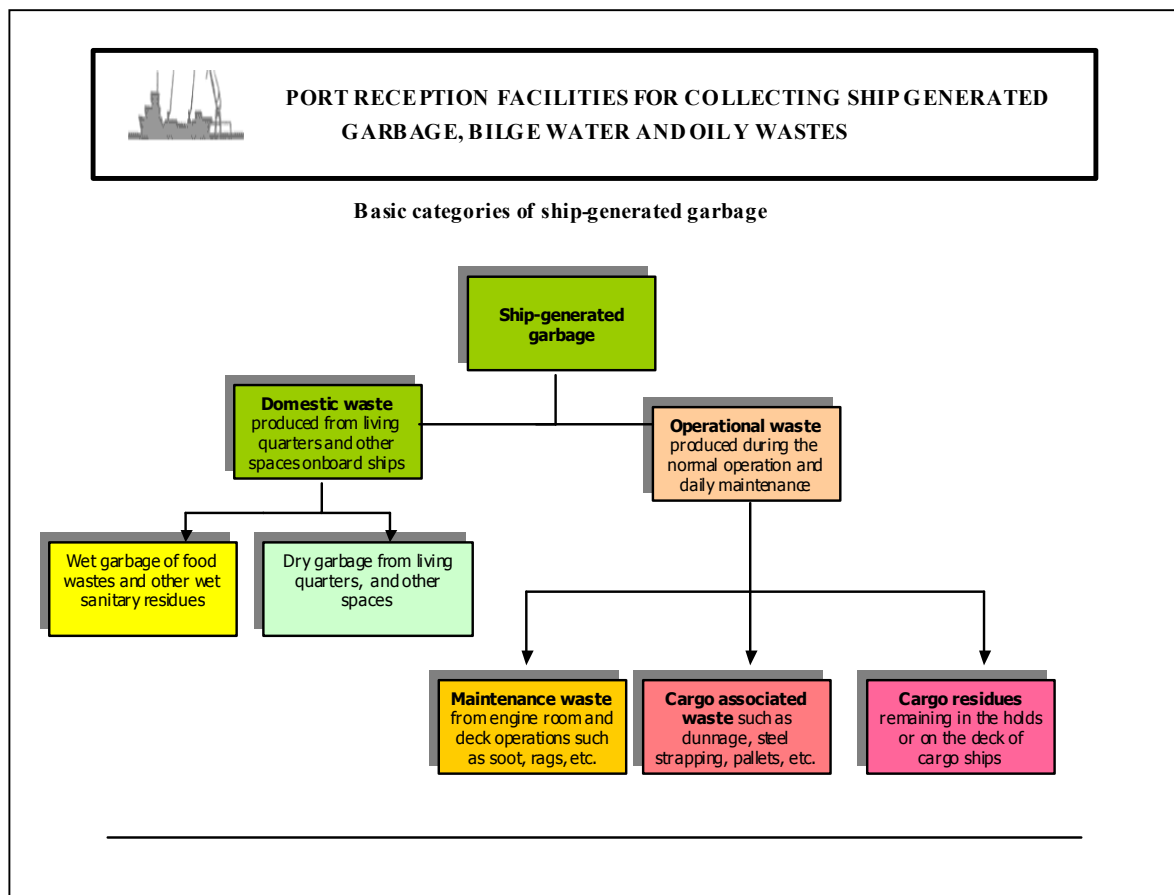 PORT RECEPTION FACILITIES FOR COLLECTING SHIP GENERATED
GARBAGE, BILGE WATER AND OILY WASTES
Basic categories of ship-generated garbage
Ship-generated
garbage
Domestic waste
produced from living
quarters and other
spaces onboard ships
Operational waste
produced during the
normal operation and
daily maintenance
Wet garbage of food
wastes and other wet
sanitary residues
Dry garbage from living
quarters, and other
spaces
Maintenance waste
from engine room and
deck operations such
as soot, rags, etc.
Cargo associated
waste such as
dunnage, steel
strapping, pallets, etc.
Cargo residues
remaining in the holds
or on the deck of
cargo ships